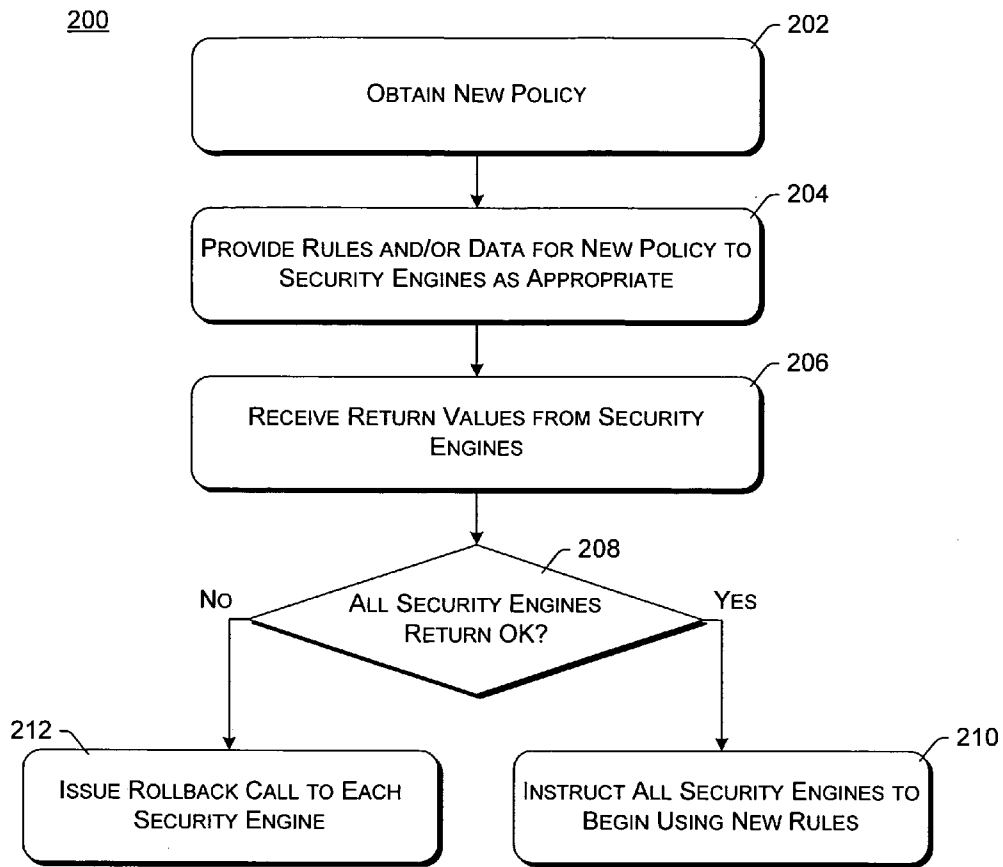 200
202
OBTAIN NEW POLICY
204
PROVIDE RULES AND/OR DATA FOR NEW POLICY TO
SECURITY ENGINES AS APPROPRIATE
206
RECEIVE RETURN VALUES FROM SECURITY
ENGINES
208
NO
ALL SECURITY ENGINES
RETURN OK?
YES
212
ISSUE ROLLBACK CALL TO EACH
SECURITY ENGINE
210
INSTRUCT ALL SECURITY ENGINES TO
BEGIN USING NEW RULES